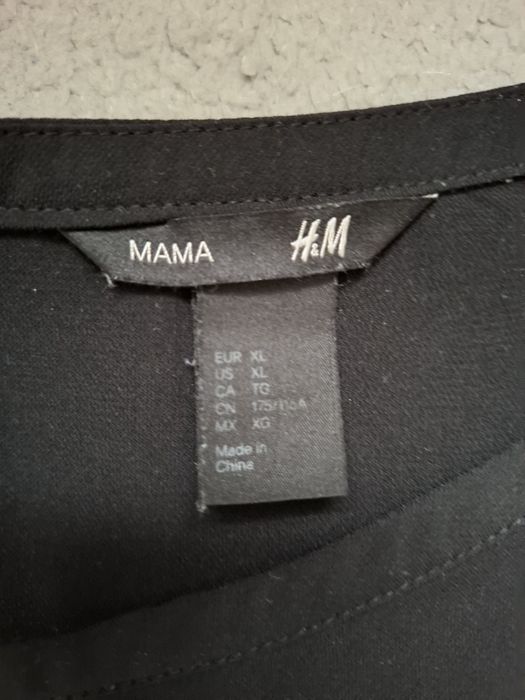 MAMA H&M
EUR XL
US XL
CA TG
CN
MX XG
Made in
China